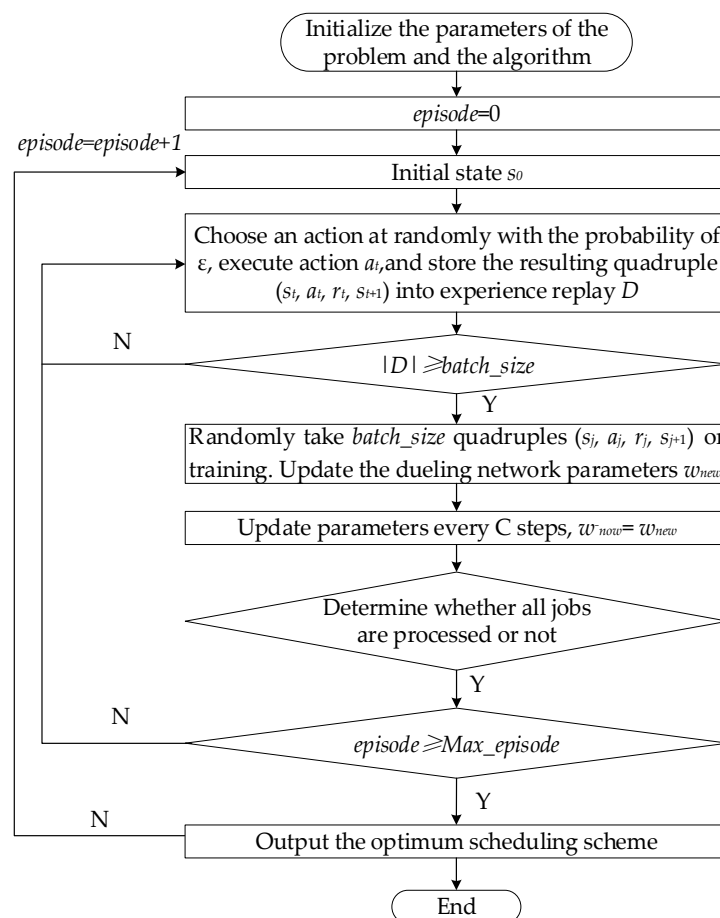 Initialize the parameters of the
problem and the algorithm
episode=0
episode=episode+1
Initial state s0
Choose an action at randomly with the probability of
ε, execute action at,and store the resulting quadruple
(st, at, rt, st+1) into experience replay D
N
|D| ⩾batch_size
Y
Randomly take batch_size quadruples (sj, aj, rj, sj+1) or
training. Update the dueling network parameters wnew
Update parameters every C steps, w-now= wnew
Determine whether all jobs
are processed or not
Y
N
episode⩾Max_episode
Y
N
Output the optimum scheduling scheme
End